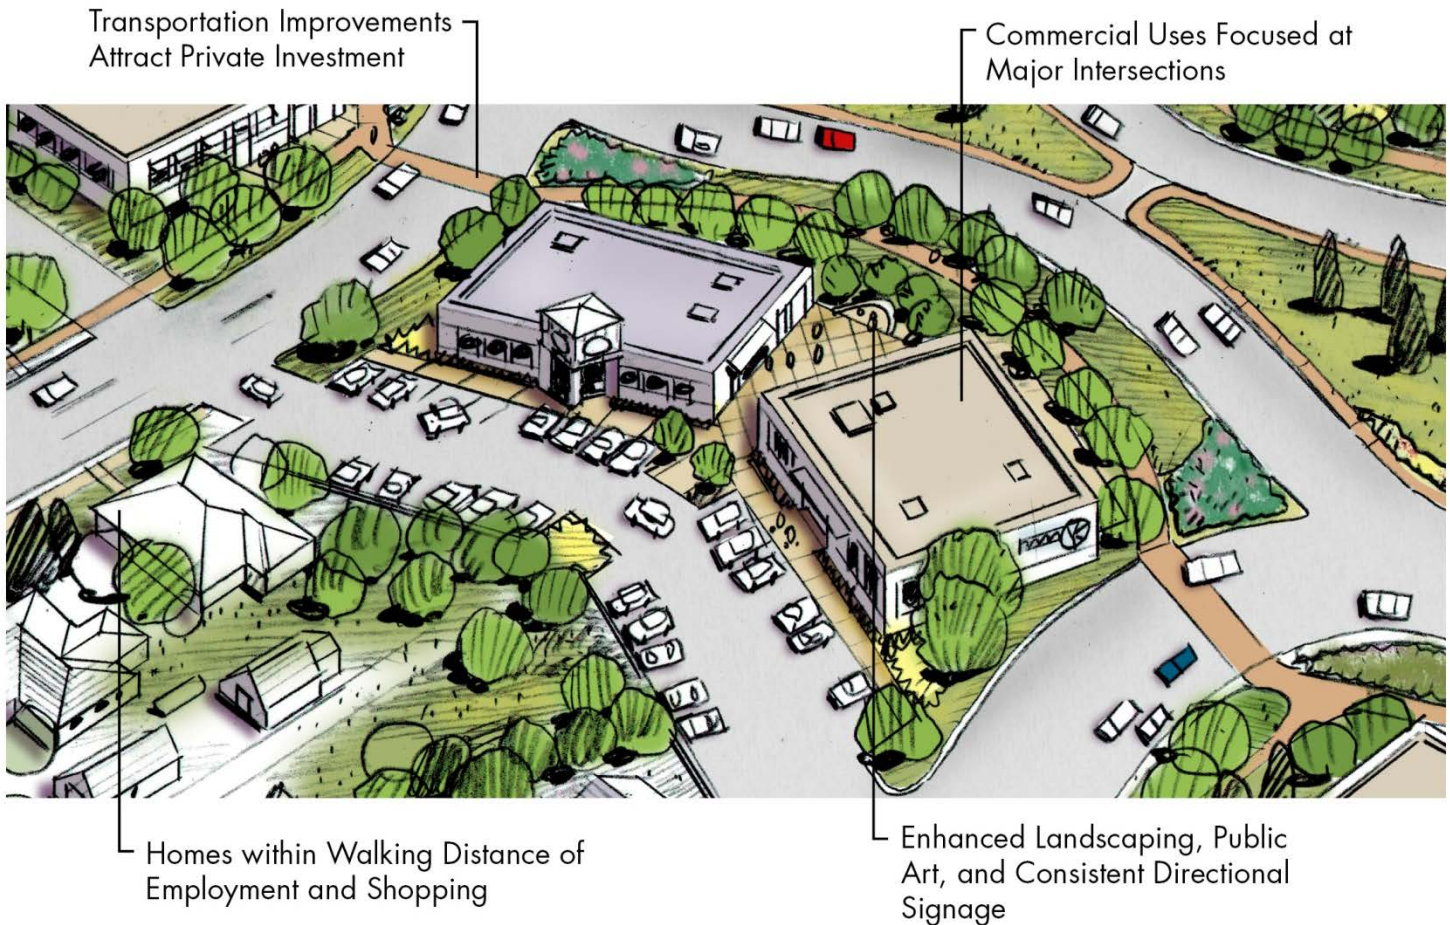 Transportation Improvements
Attract Private Investment
Commercial Uses Focused at
Major Intersections
Homes within Walking Distance of
Employment and Shopping
Enhanced Landscaping, Public
Art, and Consistent Directional
Signage